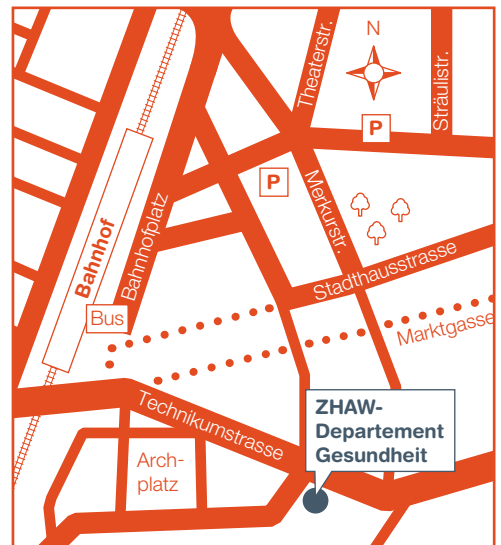 N
Theaterstr.
Sträulistr.
P
P
Merkurstr.
Bahnhof
Bahnhofplatz
Bus
Stadthausstrasse
Marktgasse
Technikumstrasse
ZHAW-
Departement
Gesundheit
Arch-
platz